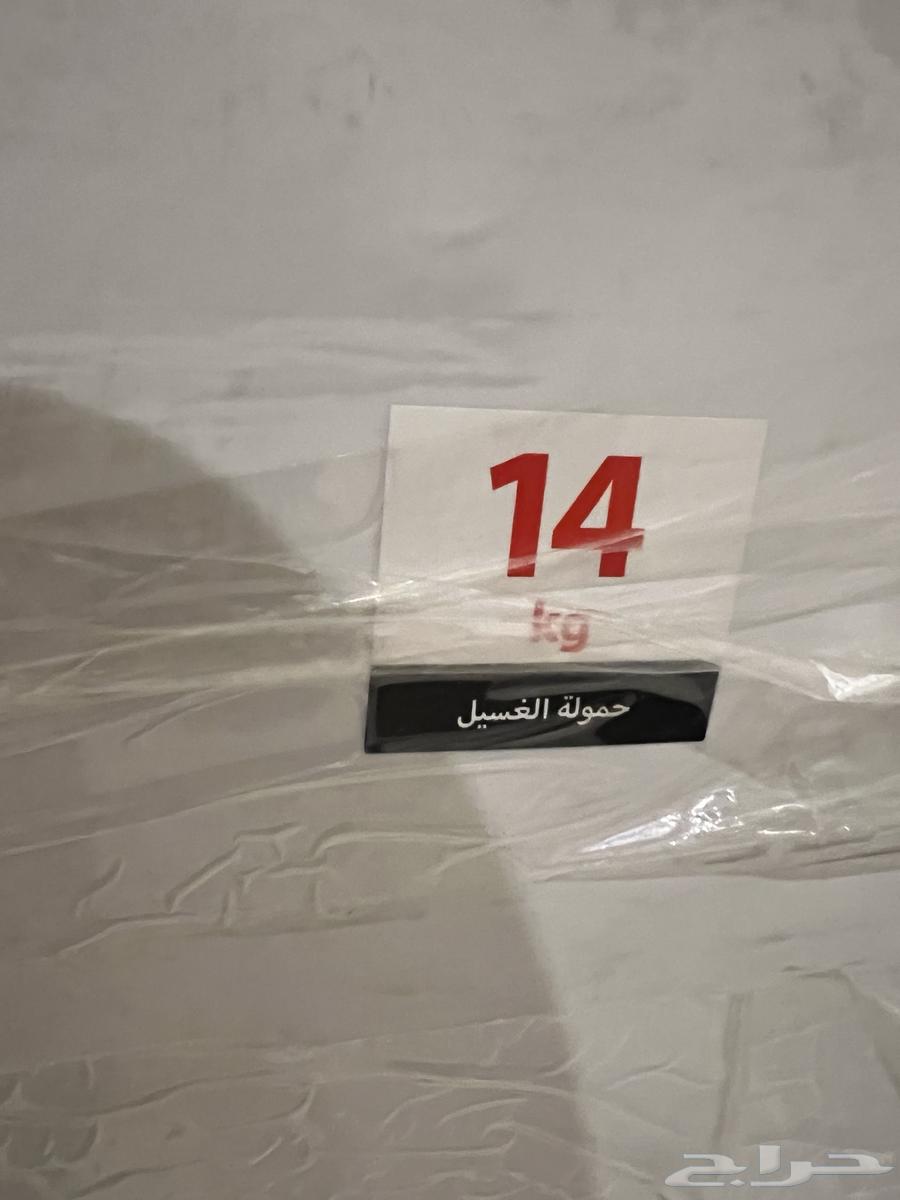 14
kg
حمولة الغسيل
حراج